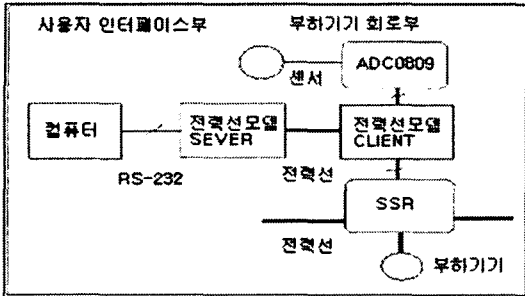 사용자 인터페이스부
부하기기 회로부
센서
ADC0809
컴퓨터
전력선모뎀
SEVER
전력선모뎀
CLIENT
RS-232
전력선
SSR
전력선
부하기기